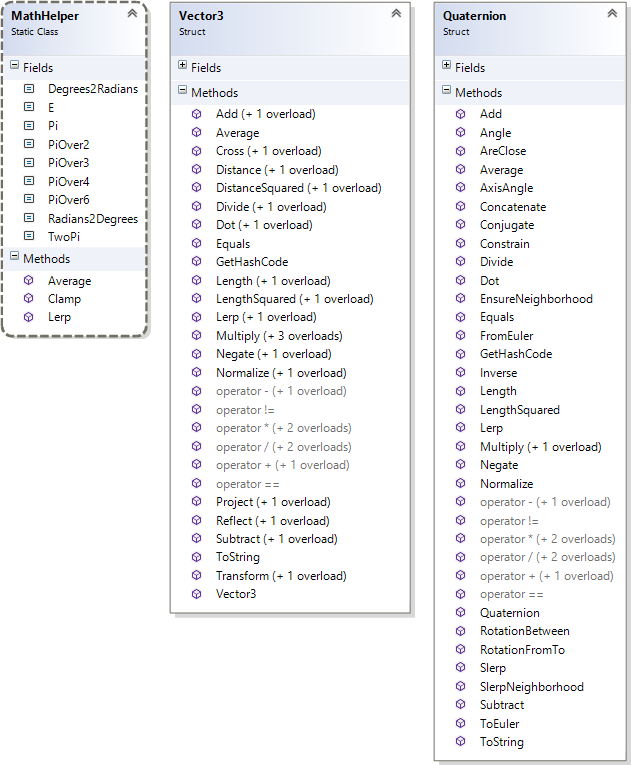 MathHelper
Static Class
Fields
Degrees2Radians
E
Pi
PiOver2
PiOver3
PiOver4
PiOver6
Radians2Degrees
TwoPi
Methods
Average
Clamp
Lerp
Vector3
Struct
Fields
Methods
Add (+ 1 overload)
Average
Cross (+ 1 overload)
Distance (+ 1 overload)
DistanceSquared (+ 1 overload)
Divide (+ 1 overload)
Dot (+ 1 overload)
Equals
GetHashCode
Length (+ 1 overload)
LengthSquared (+ 1 overload)
Lerp (+ 1 overload)
Multiply (+ 3 overloads)
Negate (+ 1 overload)
Normalize (+ 1 overload)
operator - (+ 1 overload)
operator !=
operator * (+ 2 overloads)
operator / (+ 2 overloads)
operator + (+ 1 overload)
operator ==
Project (+ 1 overload)
Reflect (+ 1 overload)
Subtract (+ 1 overload)
ToString
Transform (+ 1 overload)
Vector3
Quaternion
Struct
Fields
Methods
Add
Angle
AreClose
Average
AxisAngle
Concatenate
Conjugate
Constrain
Divide
Dot
EnsureNeighborhood
Equals
FromEuler
GetHashCode
Inverse
Length
LengthSquared
Lerp
Multiply (+ 1 overload)
Negate
Normalize
operator - (+ 1 overload)
operator !=
operator * (+ 2 overloads)
operator / (+ 2 overloads)
operator + (+ 1 overload)
operator ==
Quaternion
RotationBetween
RotationFromTo
Slerp
SlerpNeighborhood
Subtract
ToEuler
ToString